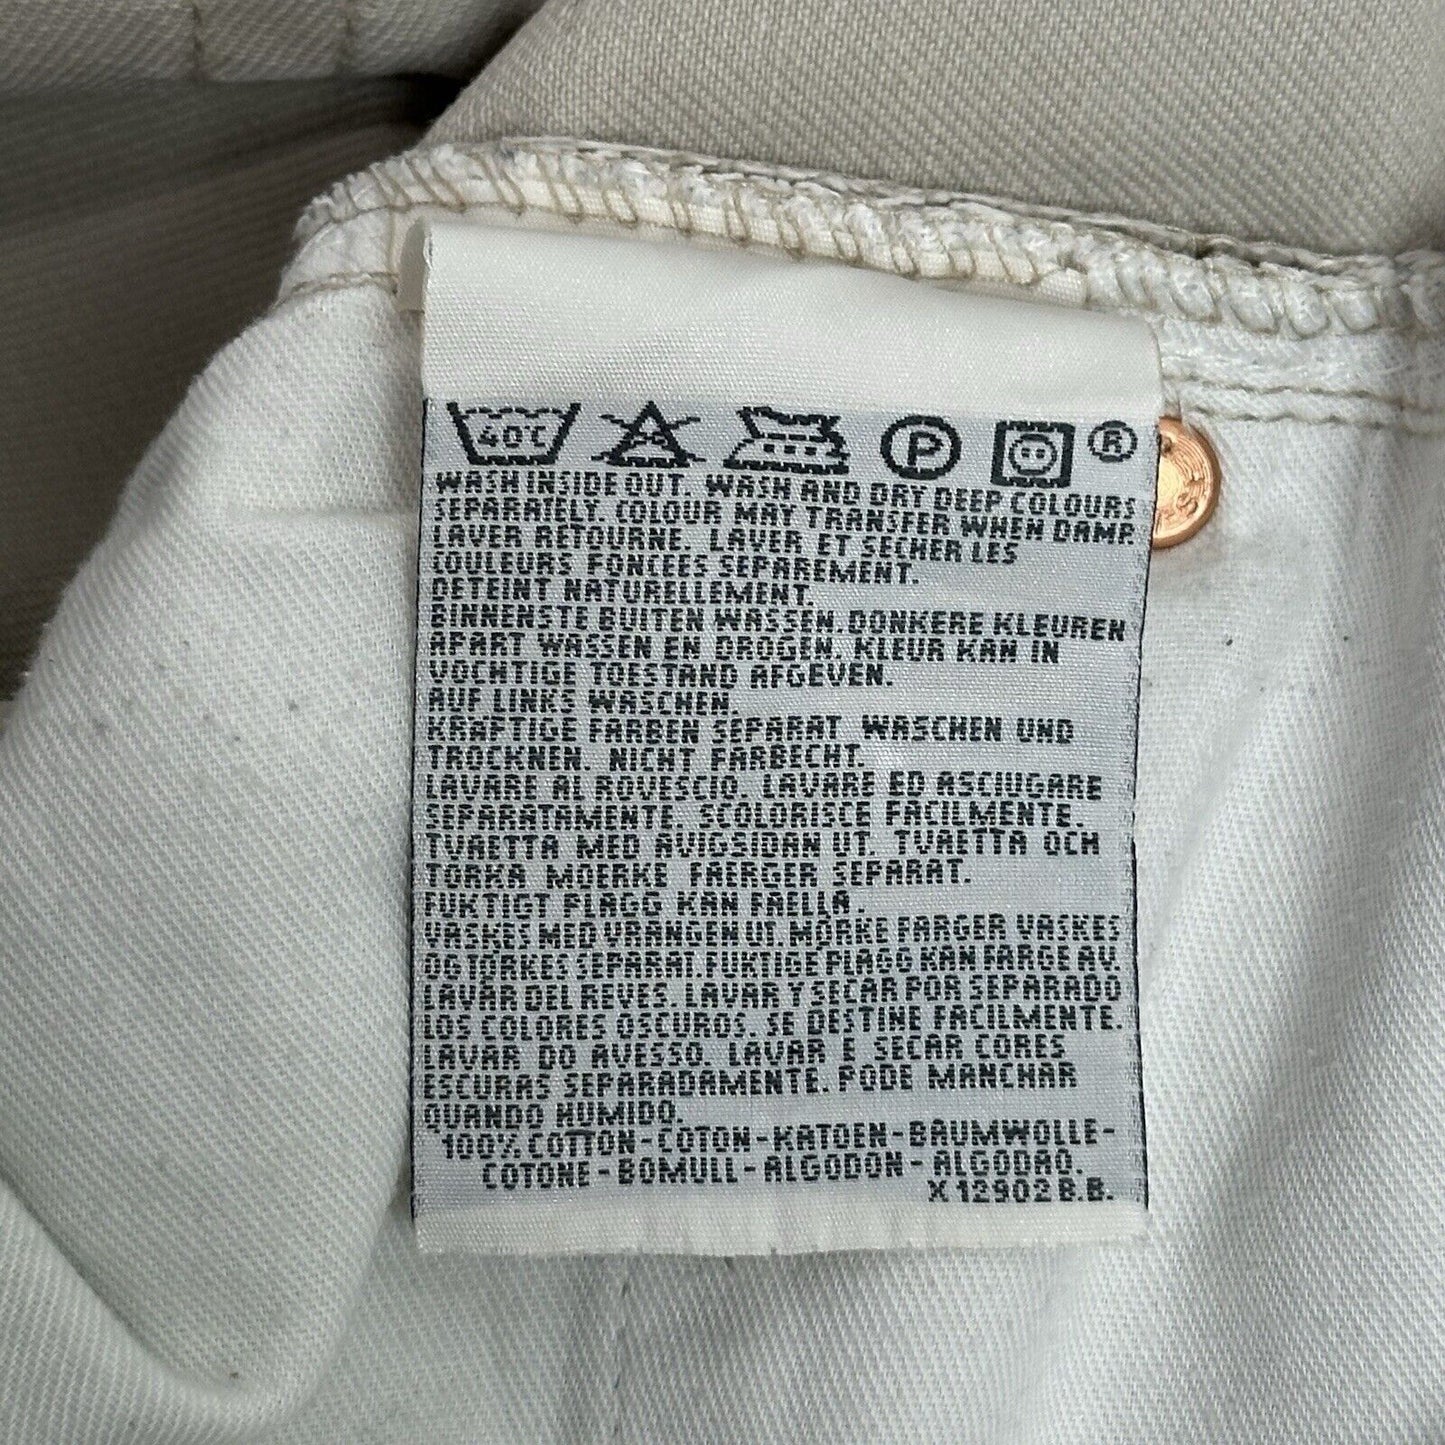 40°C P ®
WASH INSIDE OUT. WASH AND DRY DEEP COLOURS
SEPARATELY. COLOUR MAY TRANSFER WHEN DAMP.
LAVER RETOURNE. LAVER ET SECHER LES
COULEURS FONCEES SEPAREMENT.
DETEINT NATURELLEMENT.
BINNENSTE BUITEN WASSEN. DONKERE KLEUREN
APART WASSEN EN DROGEN. KLEUR KAN IN
VOCHTIGE TOESTAND AFGEVEN.
AUF LINKS WASCHEN.
KRÄFTIGE FARBEN SEPARAT WASCHEN UND
TROCKNEN. NICHT FARBECHT.
LAVARE AL ROVESCIO. LAVARE ED ASCIUGARE
SEPARATAMENTE. SCOLORISCE FACILMENTE.
TVAETTA MED AVIGSIDAN UT. TVAETTA OCH
TORKA MOERKE FAERGER SEPARAT.
FUKTIGT PLAGG KAN FAELLA.
VASKES MED VRANGEN UT. MØRKE FARGER VASKES
OG TØRKES SEPARAT. FUKTIGE PLAGG KAN FARGE AV.
LAVAR DEL REVES. LAVAR Y SECAR POR SEPARADO
LOS COLORES OSCUROS. SE DESTIÑE FACILMENTE.
LAVAR DO AVESSO. LAVAR E SECAR CORES
ESCURAS SEPARADAMENTE. PODE MANCHAR
QUANDO HUMIDO.
100% COTTON-COTON-KATOEN-BAUMWOLLE-
COTONE-BOMULL-ALGODON-ALGODAO.
X 12902 B.B.